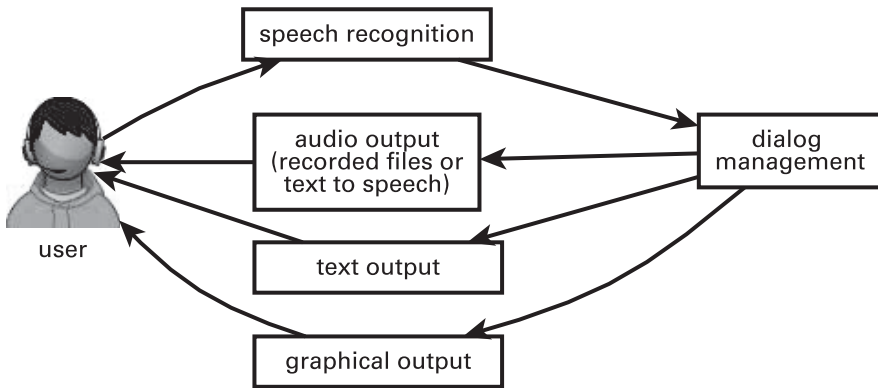 speech recognition
audio output
(recorded files or
text to speech)
dialog
management
user
text output
graphical output